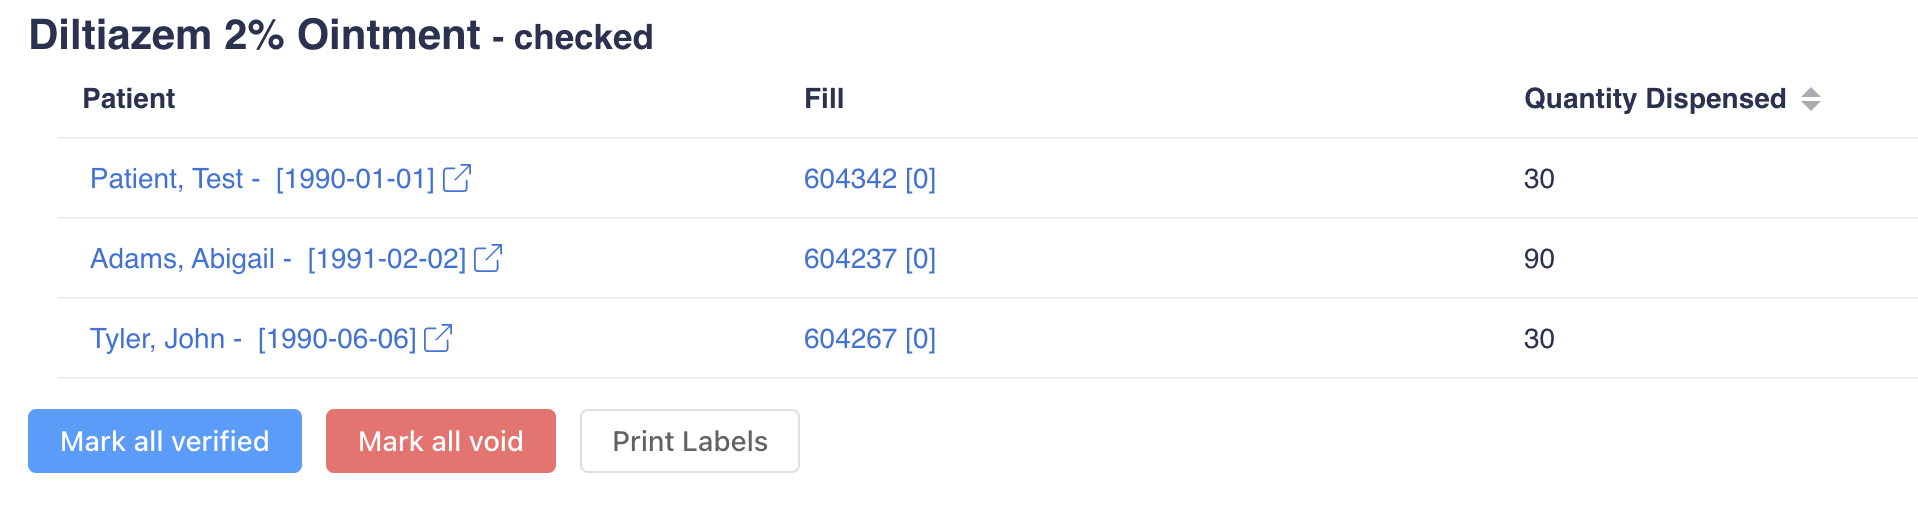 Diltiazem 2% Ointment - checked
Patient Fill Quantity Dispensed
Patient, Test - [1990-01-01] 604342 [0] 30
Adams, Abigail - [1991-02-02] 604237 [0] 90
Tyler, John - [1990-06-06] 604267 [0] 30
Mark all verified Mark all void Print Labels